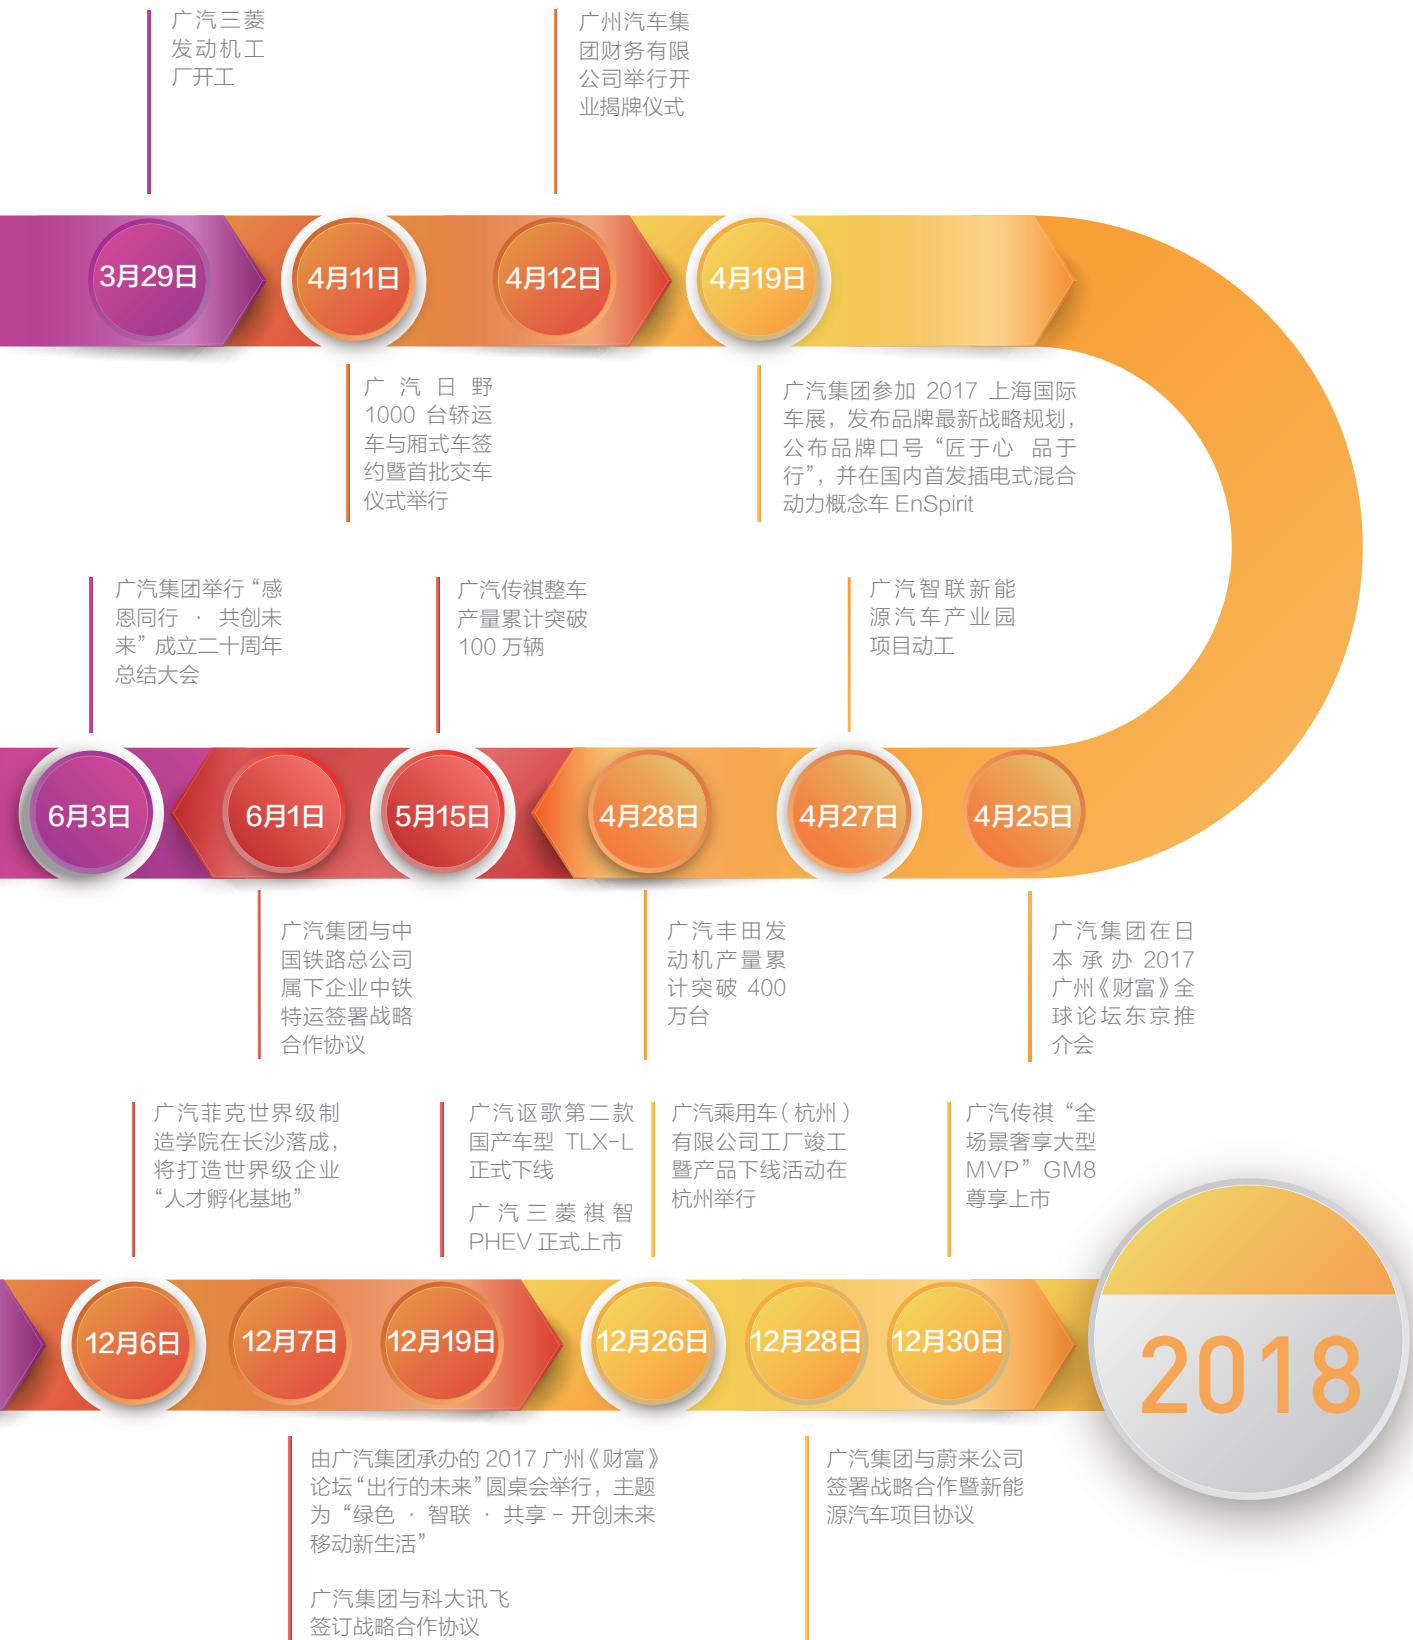 广汽三菱
发动机工
厂开工
广州汽车集
团财务有限
公司举行开
业揭牌仪式
3月29日
4月11日
4月12日
4月19日
广汽日野
1000 台轿运
车与厢式车签
约暨首批交车
仪式举行
广汽集团参加 2017 上海国际
车展，发布品牌最新战略规划，
公布品牌口号“匠于心 品于
行”，并在国内首发插电式混合
动力概念车 EnSpirit
广汽集团举行“感
恩同行 · 共创未
来”成立二十周年
总结大会
广汽传祺整车
产量累计突破
100 万辆
广汽智联新能
源汽车产业园
项目动工
6月3日
6月1日
5月15日
4月28日
4月27日
4月25日
广汽集团与中
国铁路总公司
属下企业中铁
特运签署战略
合作协议
广汽丰田发
动机产量累
计突破 400
万台
广汽集团在日
本承办 2017
广州《财富》全
球论坛东京推
介会
广汽菲克世界级制
造学院在长沙落成，
将打造世界级企业
“人才孵化基地”
广汽讴歌第二款
国产车型 TLX-L
正式下线
广汽三菱祺智
PHEV 正式上市
广汽乘用车（杭州）
有限公司工厂竣工
暨产品下线活动在
杭州举行
广汽传祺“全
场景奢享大型
MVP”GM8
尊享上市
12月6日
12月7日
12月19日
12月26日
12月28日
12月30日
2018
由广汽集团承办的 2017 广州《财富》
论坛“出行的未来”圆桌会举行，主题
为“绿色 · 智联 · 共享 – 开创未来
移动新生活”
广汽集团与科大讯飞
签订战略合作协议
广汽集团与蔚来公司
签署战略合作暨新能
源汽车项目协议